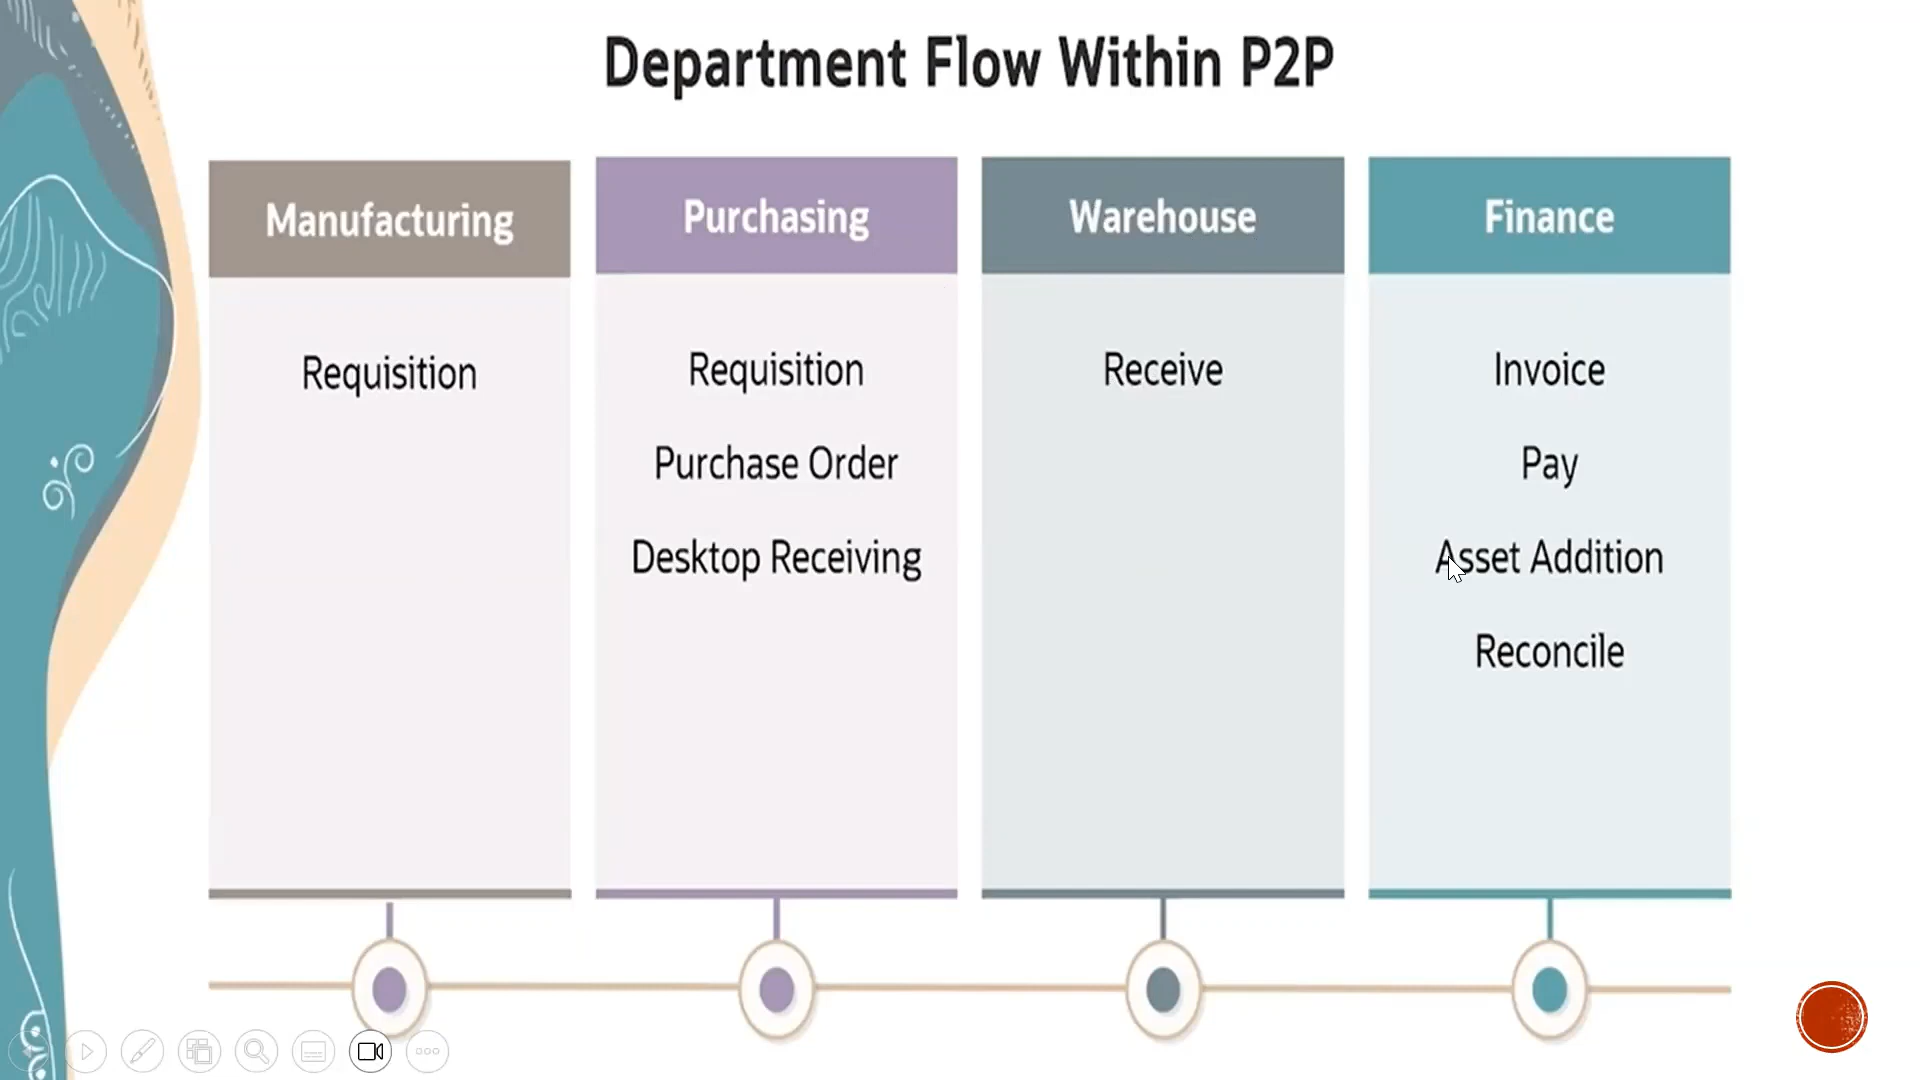 Department Flow Within P2P
Manufacturing
Requisition
Purchasing
Requisition
Purchase Order
Desktop Receiving
Warehouse
Receive
Finance
Invoice
Pay
Asset Addition
Reconcile